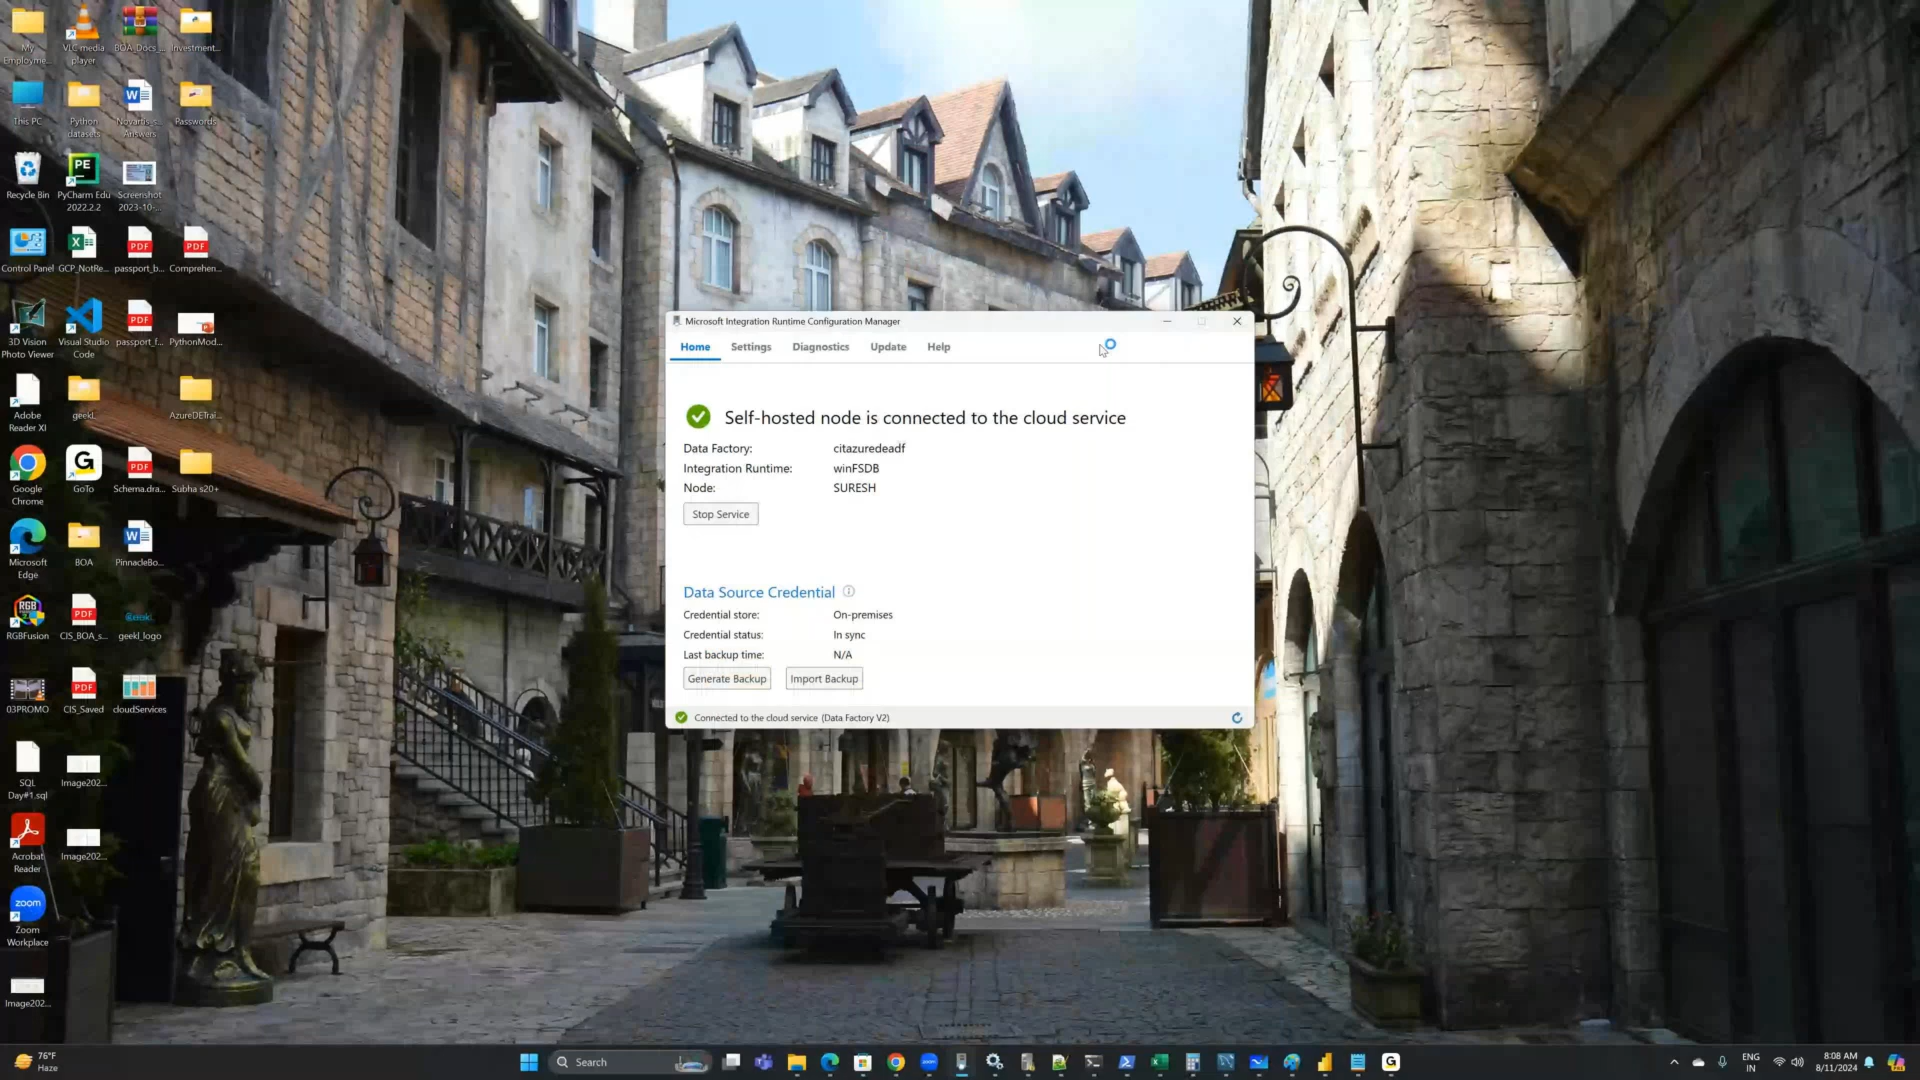 My
Employme...
VLC media
player
BOA_Docs_...
Investment...
This PC
Python
datasets
Novartis_s...
Answers
Passwords
Recycle Bin
PyCharm Edu
2022.2.2
Screenshot
2023-10-...
Control Panel
GCP_NotRe...
passport_b...
Comprehen...
3D Vision
Photo Viewer
Visual Studio
Code
passport_f...
PythonMod...
Adobe
Reader XI
geekL
AzureDETrai...
Google
Chrome
GoTo
Schema.dra...
Subha s20+
Microsoft
Edge
BOA
PinnacleBo...
RGBFusion
CIS_BOA_s...
geekl_logo
03PROMO
CIS_Saved
cloudServices
SQL
Day#1.sql
Image202...
Acrobat
Reader
Image202...
zoom
Zoom
Workplace
Image202...
Microsoft Integration Runtime Configuration Manager
Home Settings Diagnostics Update Help
Self-hosted node is connected to the cloud service
Data Factory: citazuredeadf
Integration Runtime: winFSDB
Node: SURESH
Stop Service
Data Source Credential
Credential store: On-premises
Credential status: In sync
Last backup time: N/A
Generate Backup Import Backup
Connected to the cloud service (Data Factory V2)
76°F
Haze
Search
ENG
IN
8:08 AM
8/11/2024